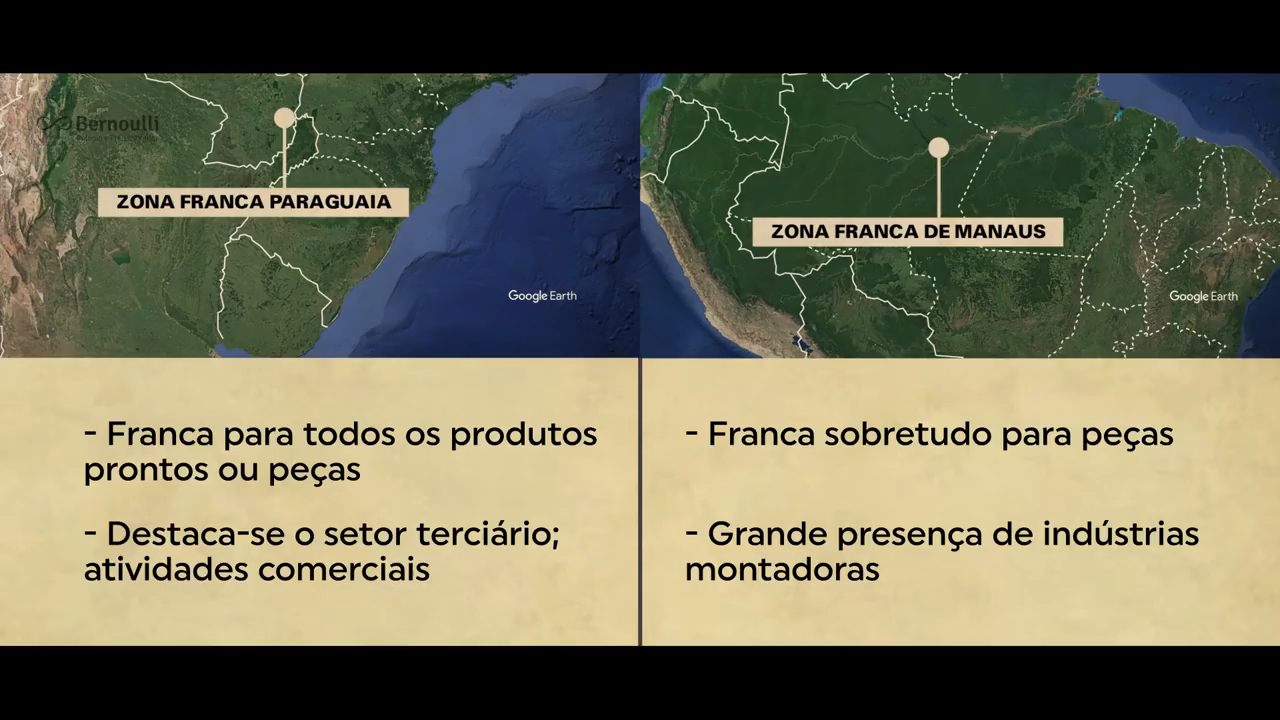 Bernoulli
ZONA FRANCA PARAGUAIA
Google Earth
- Franca para todos os produtos
prontos ou peças
- Destaca-se o setor terciário;
atividades comerciais
ZONA FRANCA DE MANAUS
Google Earth
- Franca sobretudo para peças
- Grande presença de indústrias
montadoras